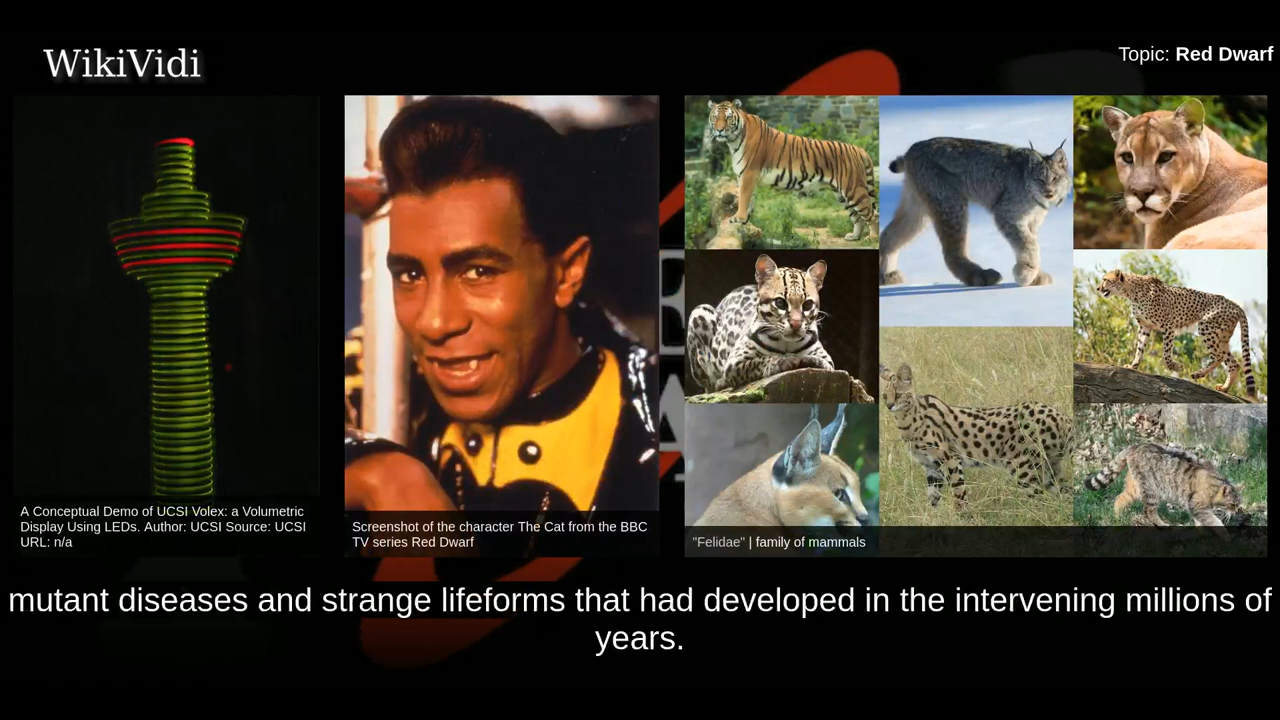 WikiVidi
Topic: Red Dwarf
A Conceptual Demo of UCSI Volex: a Volumetric
Display Using LEDs. Author: UCSI Source: UCSI
URL: n/a
Screenshot of the character The Cat from the BBC
TV series Red Dwarf
"Felidae" | family of mammals
mutant diseases and strange lifeforms that had developed in the intervening millions of
years.